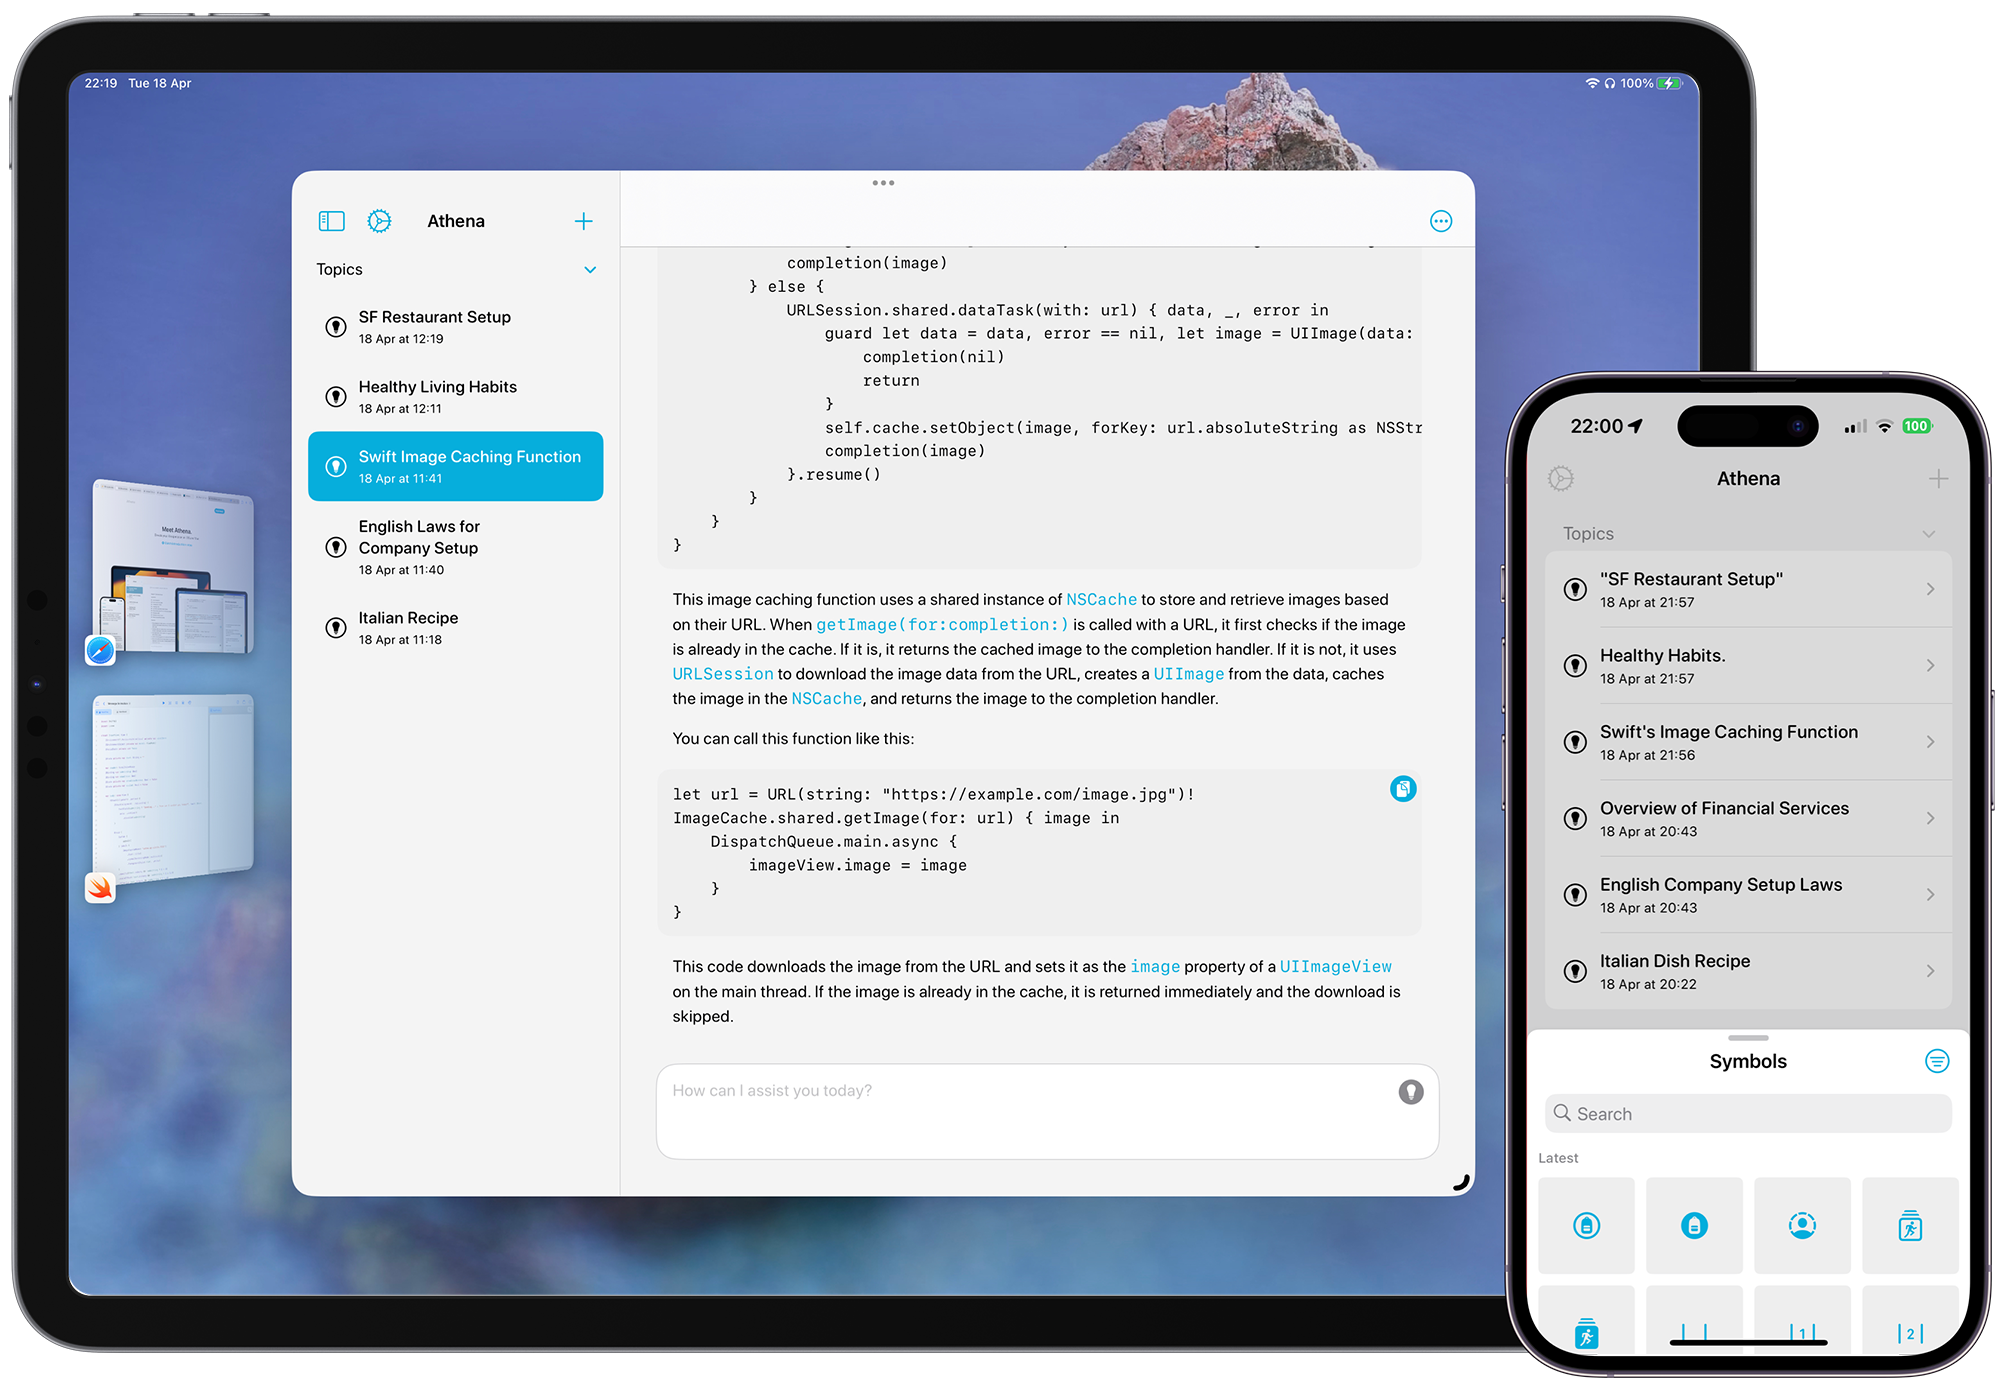 22:19 Tue 18 Apr
100%
Athena
Topics
SF Restaurant Setup
18 Apr at 12:19
Healthy Living Habits
18 Apr at 12:11
Swift Image Caching Function
18 Apr at 11:41
English Laws for
Company Setup
18 Apr at 11:40
Italian Recipe
18 Apr at 11:18
Meet Athena.
completion(image)
} else {
URLSession.shared.dataTask(with: url) { data, _, error in
guard let data = data, error == nil, let image = UIImage(data:
completion(nil)
return
}
self.cache.setObject(image, forKey: url.absoluteString as NSStr
completion(image)
}.resume()
}
}
}
This image caching function uses a shared instance of NSCache to store and retrieve images based
on their URL. When getImage(for:completion:) is called with a URL, it first checks if the image
is already in the cache. If it is, it returns the cached image to the completion handler. If it is not, it uses
URLSession to download the image data from the URL, creates a UIImage from the data, caches
the image in the NSCache, and returns the image to the completion handler.
You can call this function like this:
let url = URL(string: "https://example.com/image.jpg")!
ImageCache.shared.getImage(for: url) { image in
DispatchQueue.main.async {
imageView.image = image
}
}
This code downloads the image from the URL and sets it as the image property of a UIImageView
on the main thread. If the image is already in the cache, it is returned immediately and the download is
skipped.
How can I assist you today?
22:00
100
Athena
Topics
"SF Restaurant Setup"
18 Apr at 21:57
Healthy Habits.
18 Apr at 21:57
Swift's Image Caching Function
18 Apr at 21:56
Overview of Financial Services
18 Apr at 20:43
English Company Setup Laws
18 Apr at 20:43
Italian Dish Recipe
18 Apr at 20:22
Symbols
Search
Latest
1
2